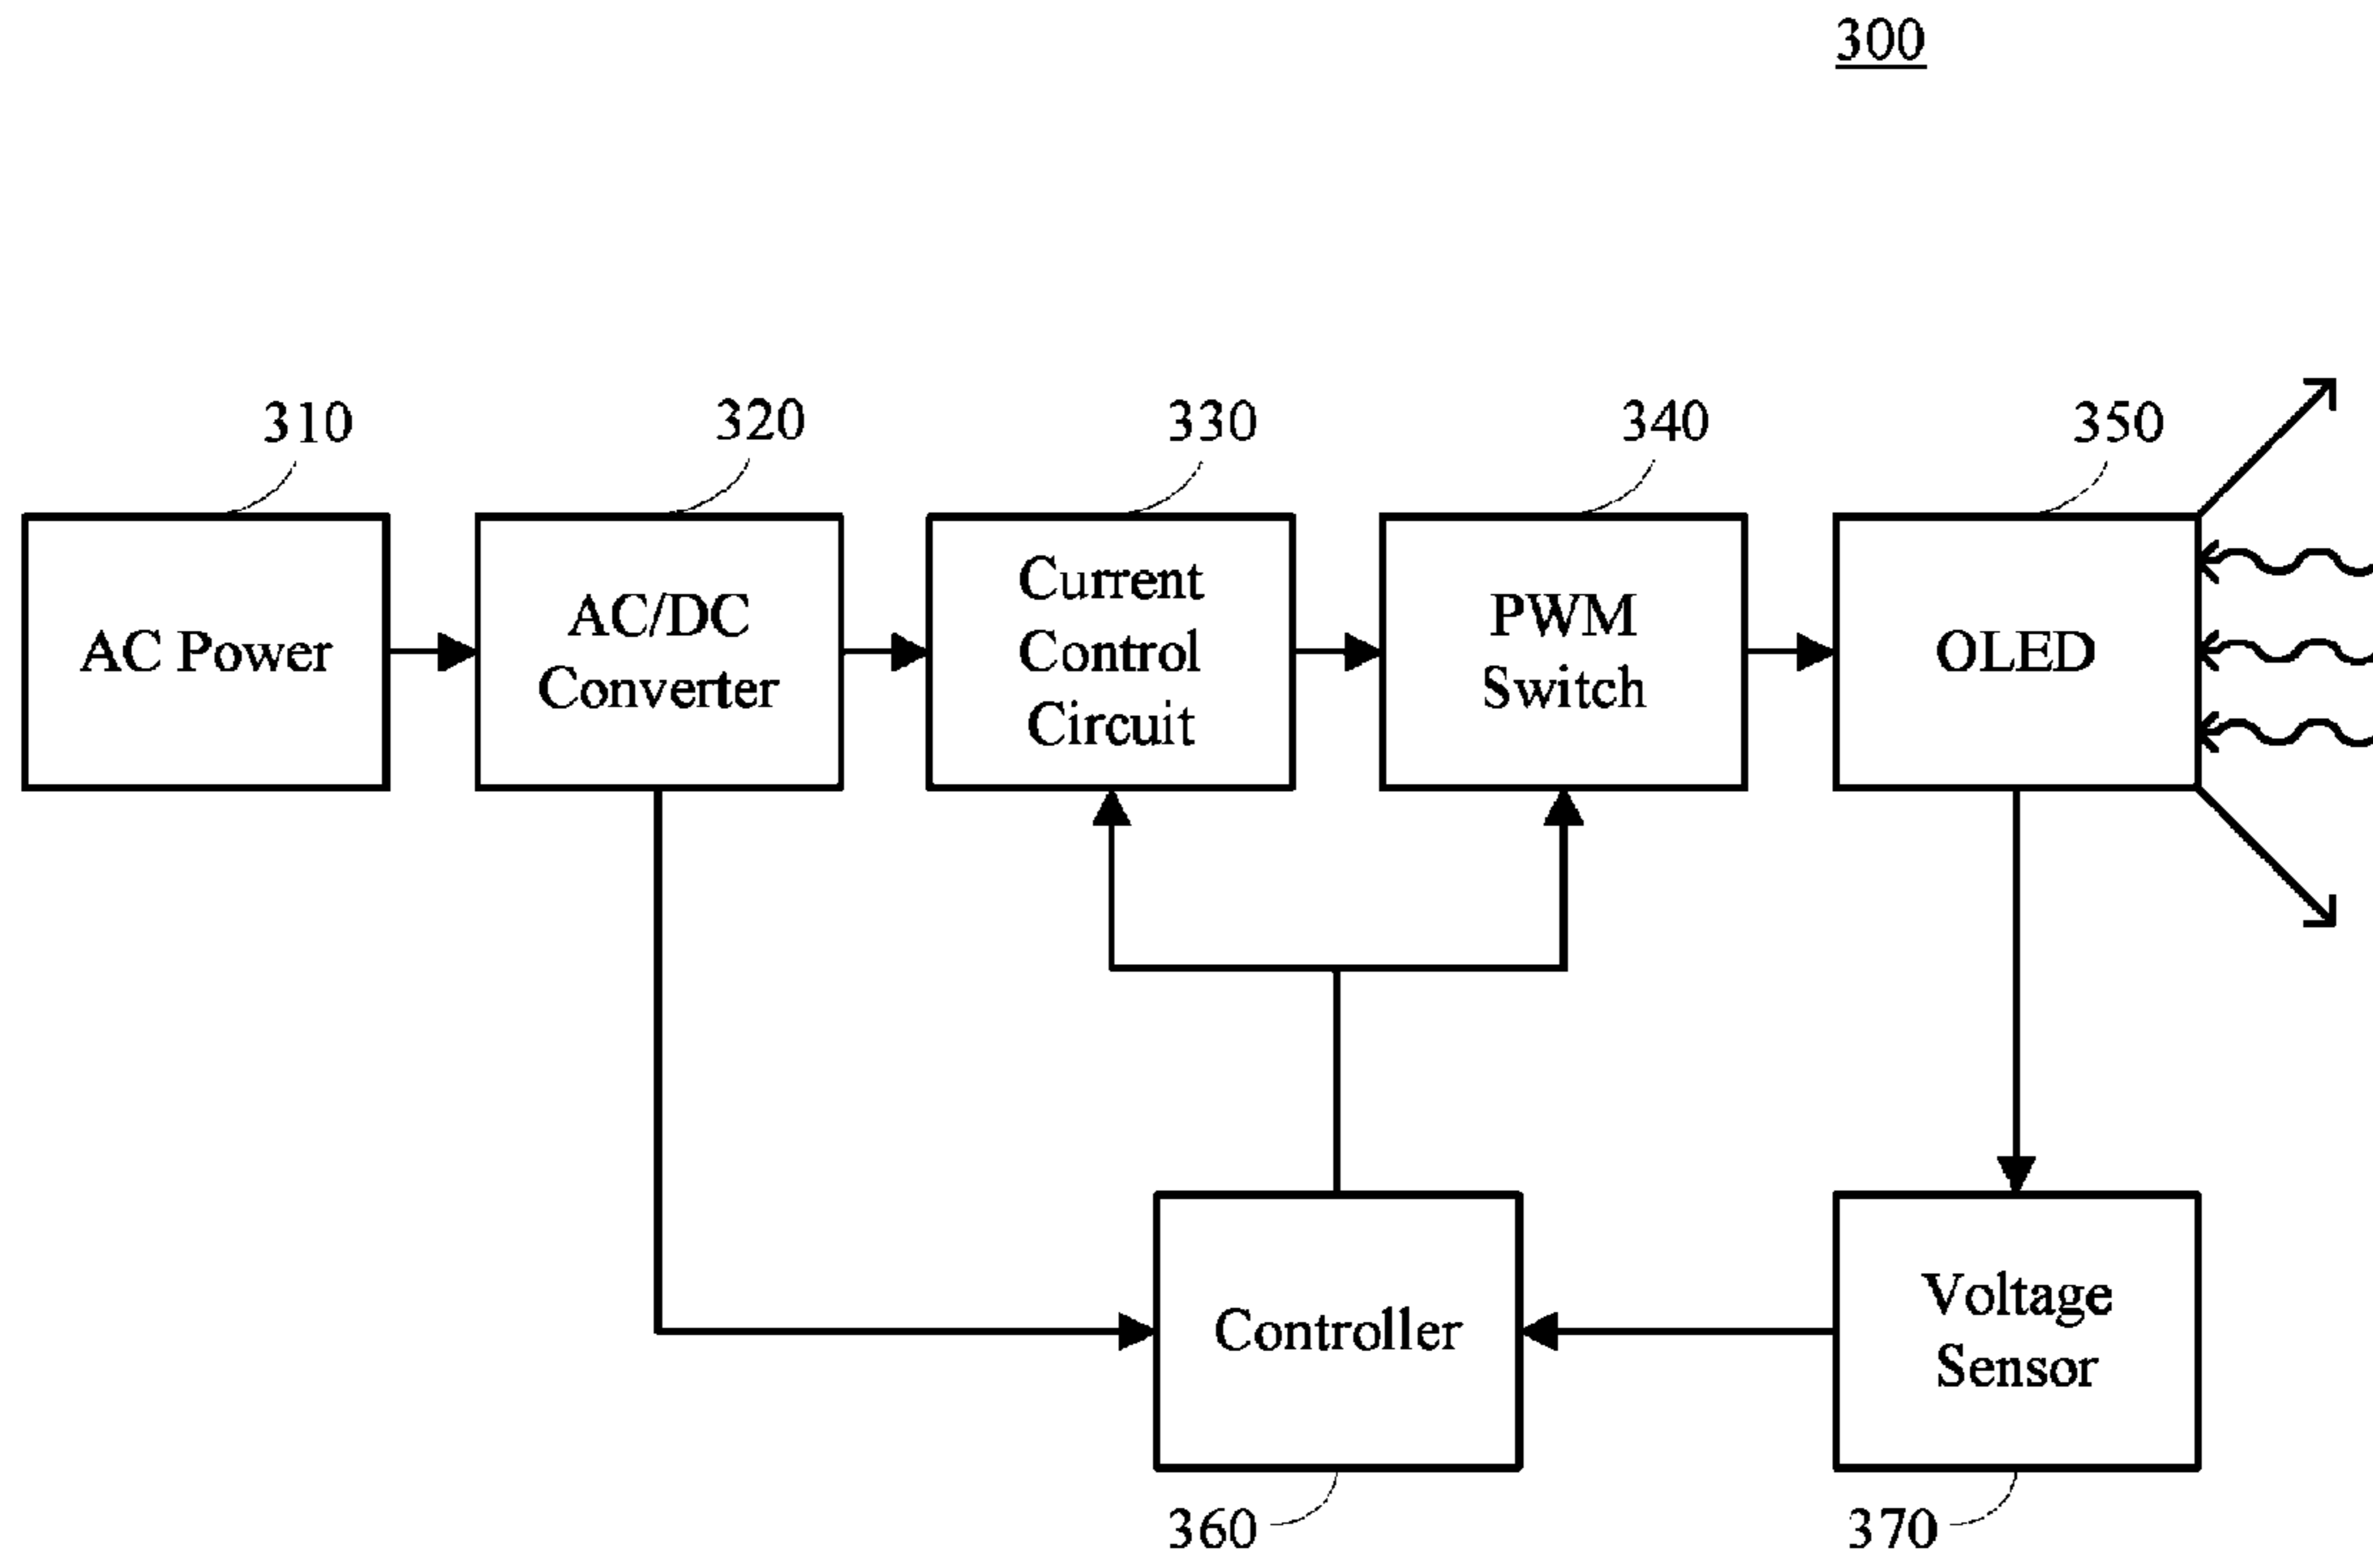 300
310
320
330
340
350
AC Power
AC/DC
Converter
Current
Control
Circuit
PWM
Switch
OLED
Controller
Voltage
Sensor
360
370